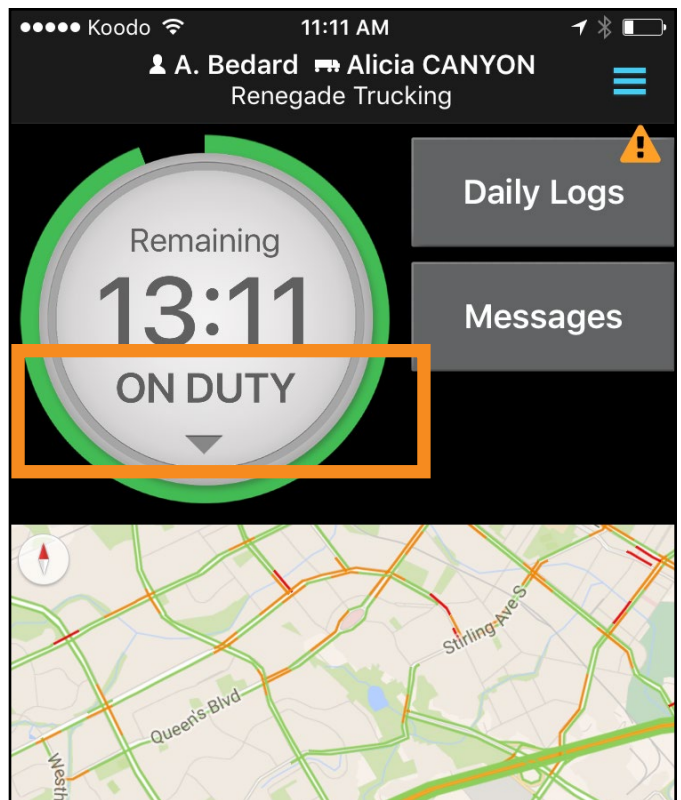 Koodo 11:11 AM
A. Bedard Alicia CANYON
Renegade Trucking
Remaining
13:11
ON DUTY
Daily Logs
Messages
Stirling Ave S
Queen's Blvd
Westh